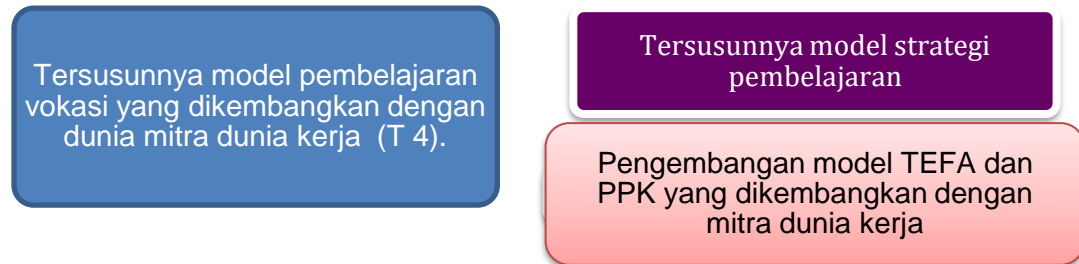 Tersusunnya model pembelajaran
vokasi yang dikembangkan dengan
dunia mitra dunia kerja (T 4).
Tersusunnya model strategi
pembelajaran
Pengembangan model TEFA dan
PPK yang dikembangkan dengan
mitra dunia kerja